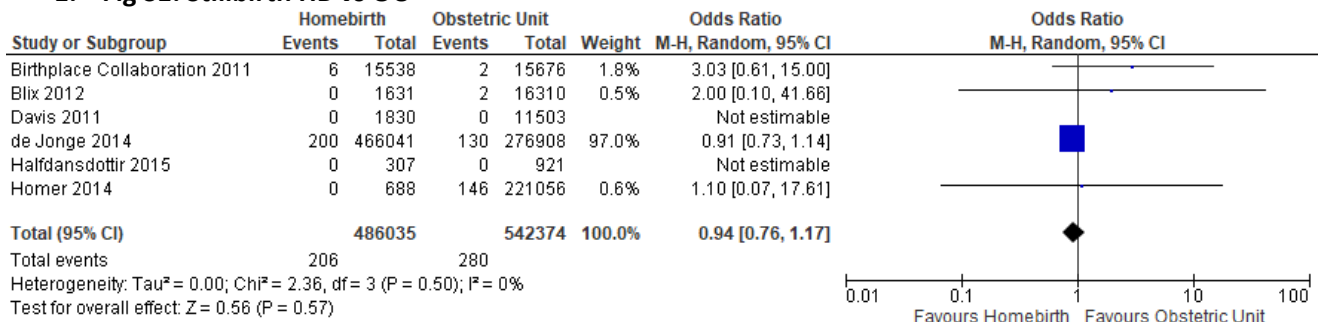 Homebirth Obstetric Unit Odds Ratio Odds Ratio
Study or Subgroup Events Total Events Total Weight M-H, Random, 95% CI M-H, Random, 95% CI
Birthplace Collaboration 2011 6 15538 2 15676 1.8% 3.03 [0.61, 15.00]
Blix 2012 0 1631 2 16310 0.5% 2.00 [0.10, 41.66]
Davis 2011 0 1830 0 11503 Not estimable
de Jonge 2014 200 466041 130 276908 97.0% 0.91 [0.73, 1.14]
Halfdansdottir 2015 0 307 0 921 Not estimable
Homer 2014 0 688 146 221056 0.6% 1.10 [0.07, 17.61]
Total (95% CI) 486035 542374 100.0% 0.94 [0.76, 1.17]
Total events 206 280
Heterogeneity: Tau² = 0.00; Chi² = 2.36, df = 3 (P = 0.50); I² = 0%
Test for overall effect: Z = 0.56 (P = 0.57)
0.01 0.1 1 10 100
Favours Homebirth Favours Obstetric Unit